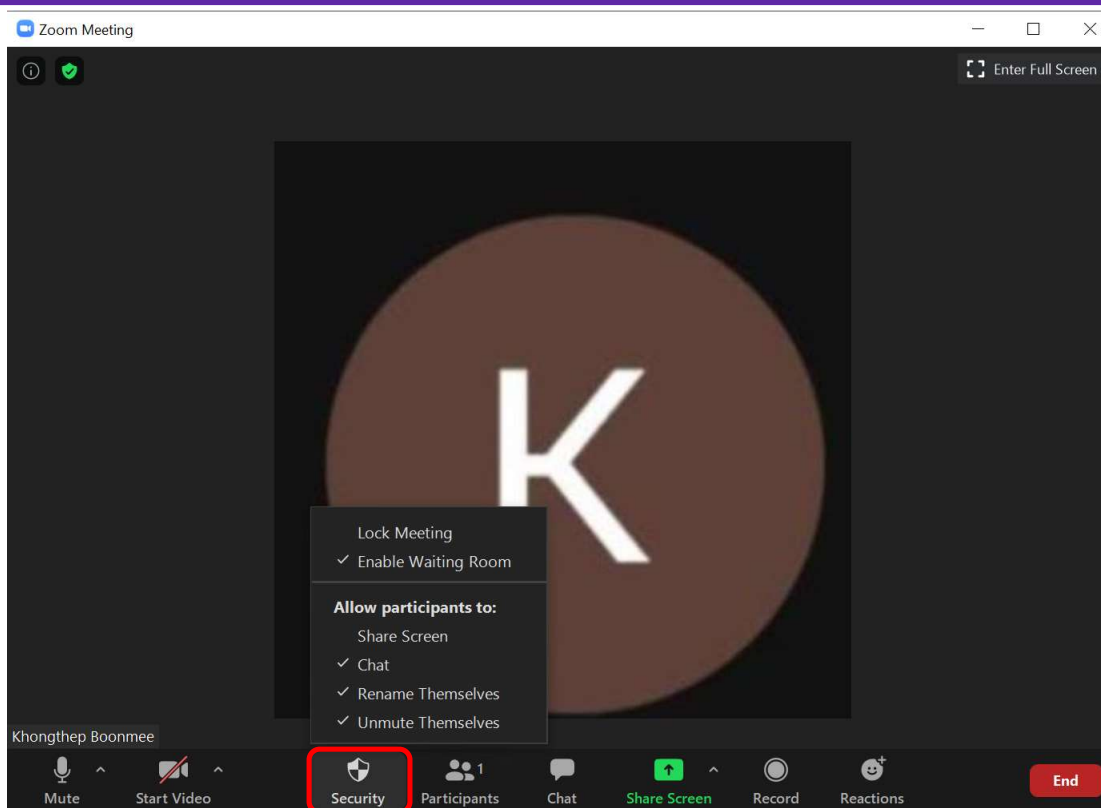 Zoom Meeting
Enter Full Screen
K
Lock Meeting
✓ Enable Waiting Room
Allow participants to:
Share Screen
✓ Chat
✓ Rename Themselves
✓ Unmute Themselves
Khongthep Boonmee
1
Mute Start Video Security Participants Chat Share Screen Record Reactions End